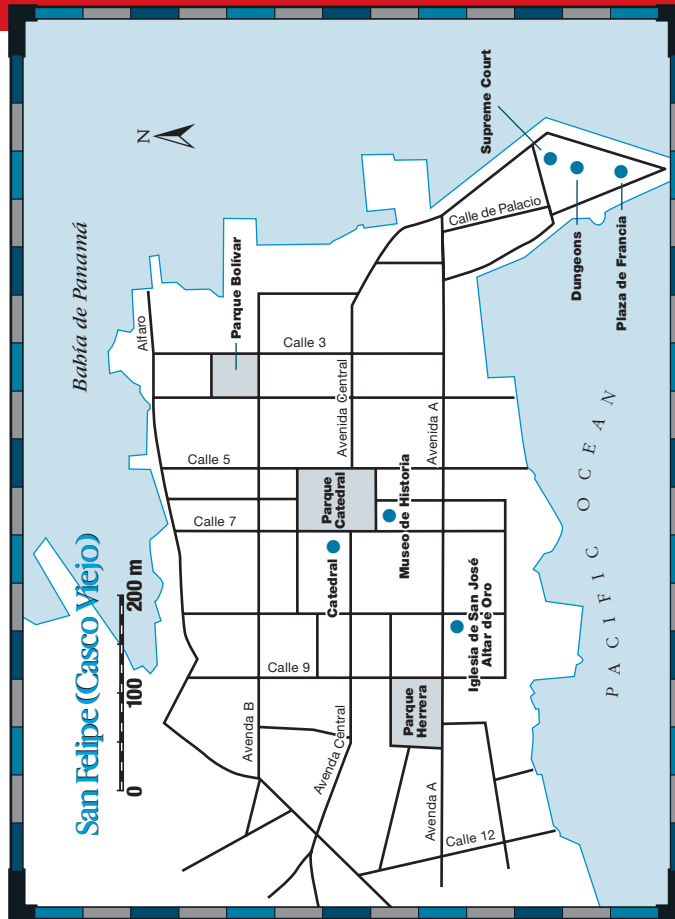 San Felipe (Casco Viejo)
0 100 200 m
Bahía de Panamá
N
Alfaro
Parque Bolívar
Calle 3
Avenida Central
Avenida A
Calle de Palacio
Supreme Court
Dungeons
Plaza de Francia
Calle 5
Calle 7
Parque
Catedral
Catedral
Museo de Historia
Calle 9
Iglesia de San José
Altar de Oro
Avenda B
Avenda Central
Parque
Herrera
Avenda A
Calle 12
PACIFIC OCEAN